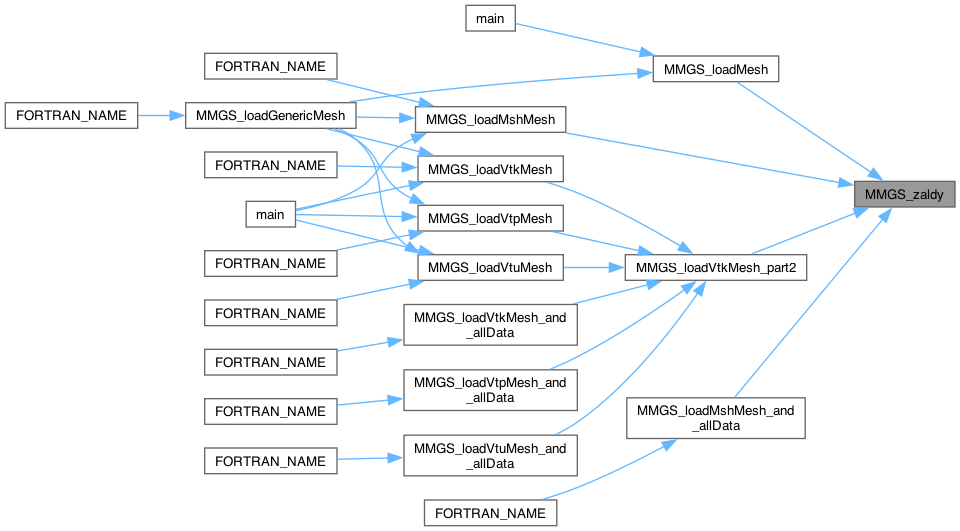 main
FORTRAN_NAME
MMGS_loadMesh
FORTRAN_NAME
MMGS_loadGenericMesh
MMGS_loadMshMesh
FORTRAN_NAME
MMGS_loadVtkMesh
MMGS_zaldy
main
MMGS_loadVtpMesh
FORTRAN_NAME
MMGS_loadVtuMesh
MMGS_loadVtkMesh_part2
FORTRAN_NAME
MMGS_loadVtkMesh_and
_allData
FORTRAN_NAME
MMGS_loadVtpMesh_and
_allData
FORTRAN_NAME
MMGS_loadMshMesh_and
_allData
MMGS_loadVtuMesh_and
_allData
FORTRAN_NAME
FORTRAN_NAME